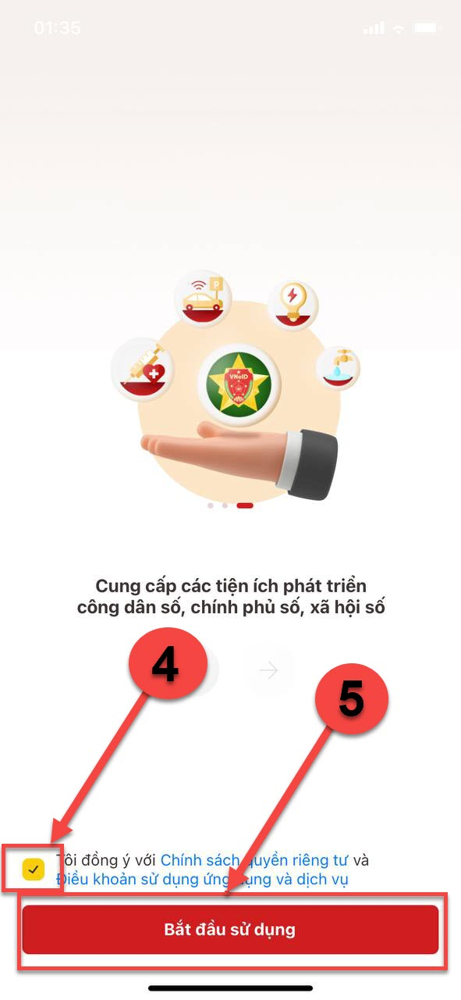 01:35
P
VNeID
Cung cấp các tiện ích phát triển
công dân số, chính phủ số, xã hội số
4
5
Tôi đồng ý với Chính sách quyền riêng tư và
Điều khoản sử dụng ứng dụng và dịch vụ
Bắt đầu sử dụng